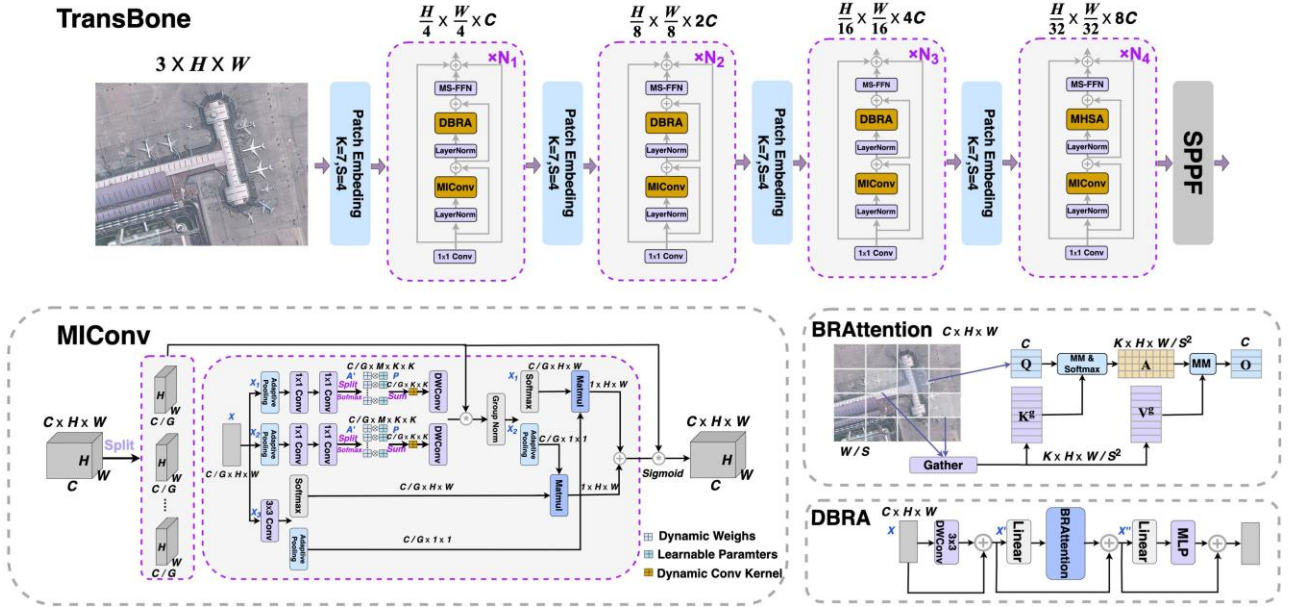 TransBone
3 X H X W
H/4 × W/4 × C
H/8 × W/8 × 2C
H/16 × W/16 × 4C
H/32 × W/32 × 8C
Patch Embeding
K=7,S=4
×N1
MS-FFN
DBRA
LayerNorm
MIConv
LayerNorm
1x1 Conv
Patch Embeding
K=7,S=4
×N2
MS-FFN
DBRA
LayerNorm
MIConv
LayerNorm
1x1 Conv
Patch Embeding
K=7,S=4
×N3
MS-FFN
DBRA
LayerNorm
MIConv
LayerNorm
1x1 Conv
Patch Embeding
K=7,S=4
×N4
MS-FFN
MHSA
LayerNorm
MIConv
LayerNorm
1x1 Conv
SPPF
MIConv
C x H x W
H
W
C
Split
H
W
C / G
H
W
C / G
....
H
W
C / G
X
C / G x H x W
X1
Adaptive Pooling
1x1 Conv
1x1 Conv
A'
Split
Sofmax
C / G x M x K x K
P
Sum
C / G x K x K
DWConv
X2
Adaptive Pooling
1x1 Conv
1x1 Conv
A'
Split
Sofmax
C / G x M x K x K
P
Sum
C / G x K x K
DWConv
X3
3x3 Conv
Softmax
Adaptive Pooling
C / G x H x W
C / G x 1 x 1
Group Norm
X1
Softmax
C / G x H x W
Matmul
1 x H x W
X2
Adaptive Pooling
C / G x 1 x 1
Matmul
1 x H x W
Sigmoid
C x H x W
H
W
C
Dynamic Weighs
Learnable Paramters
Dynamic Conv Kernel
BRAttention
C x H x W
W / S
Gather
C
Q
MM &
Softmax
K x H x W / S2
A
MM
C
O
Kg
Vg
K x H x W / S2
DBRA
C x H x W
X
3x3
DWConv
X'
Linear
BRAttention
X''
Linear
MLP